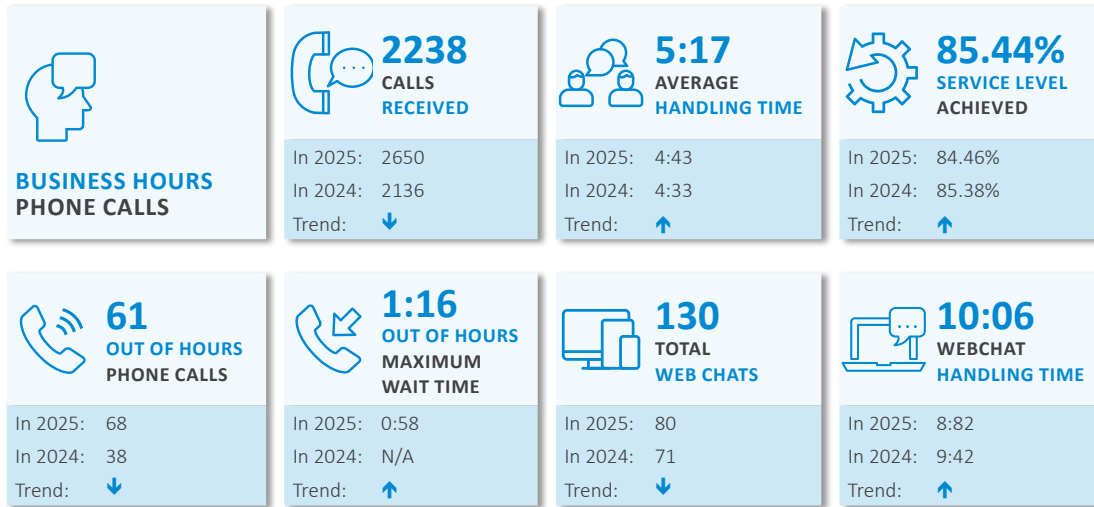 BUSINESS HOURS
PHONE CALLS
2238
CALLS
RECEIVED
In 2025: 2650
In 2024: 2136
Trend:
5:17
AVERAGE
HANDLING TIME
In 2025: 4:43
In 2024: 4:33
Trend:
85.44%
SERVICE LEVEL
ACHIEVED
In 2025: 84.46%
In 2024: 85.38%
Trend:
61
OUT OF HOURS
PHONE CALLS
In 2025: 68
In 2024: 38
Trend:
1:16
OUT OF HOURS
MAXIMUM
WAIT TIME
In 2025: 0:58
In 2024: N/A
Trend:
130
TOTAL
WEB CHATS
In 2025: 80
In 2024: 71
Trend:
10:06
WEBCHAT
HANDLING TIME
In 2025: 8:82
In 2024: 9:42
Trend: